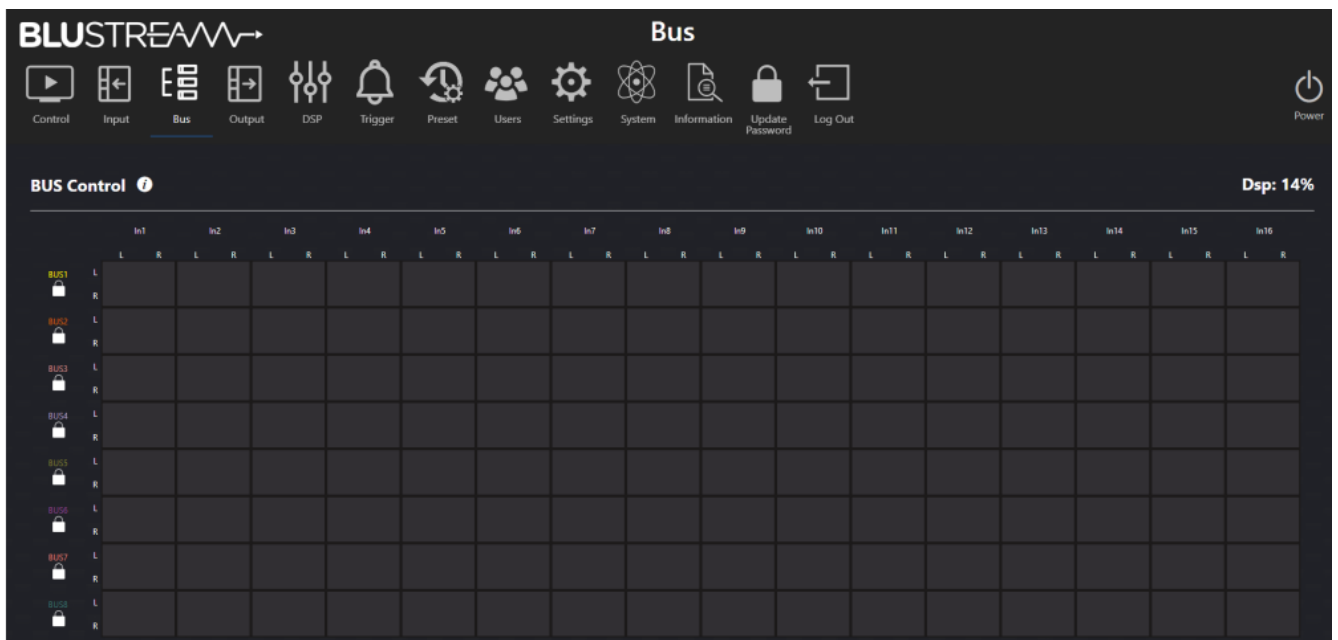 BLUSTREAM
Bus
Control Input Bus Output DSP Trigger Preset Users Settings System Information Update Password Log Out Power
BUS Control i Dsp: 14%
In1 In2 In3 In4 In5 In6 In7 In8 In9 In10 In11 In12 In13 In14 In15 In16
L R L R L R L R L R L R L R L R L R L R L R L R L R L R L R L R
BUS1 L
R
BUS2 L
R
BUS3 L
R
BUS4 L
R
BUS5 L
R
BUS6 L
R
BUS7 L
R
BUS8 L
R